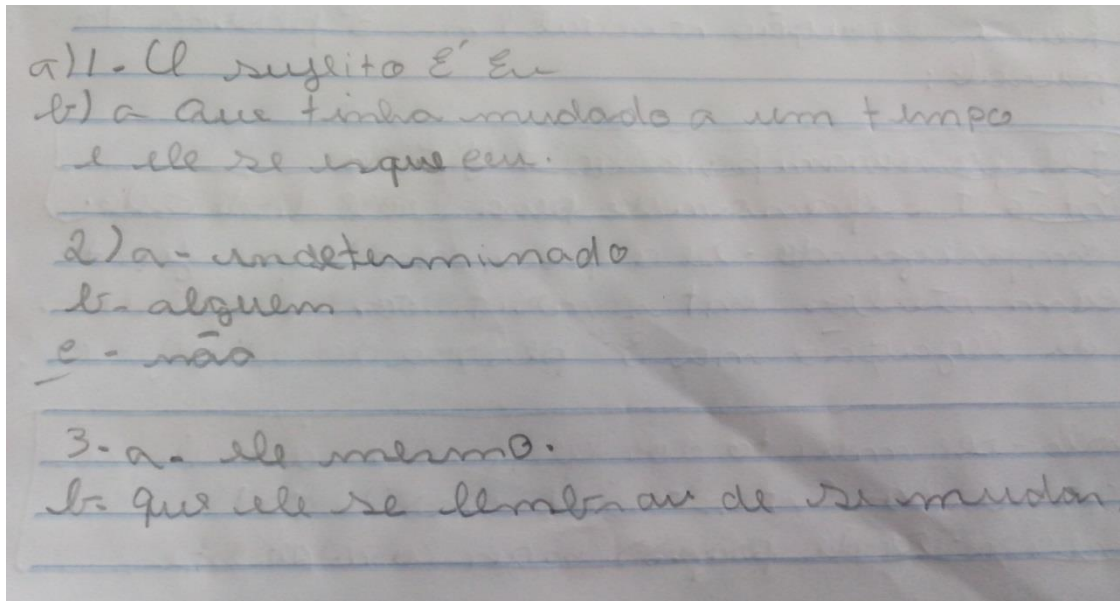 a)1. O sujeito É Eu
b) a Que tinha mudado a um tempo
e ele se esqueceu.
2) a- indeterminado
b- alguem
c - não
3- a- ele mesmo.
b- que ele se lembrou de se mudar